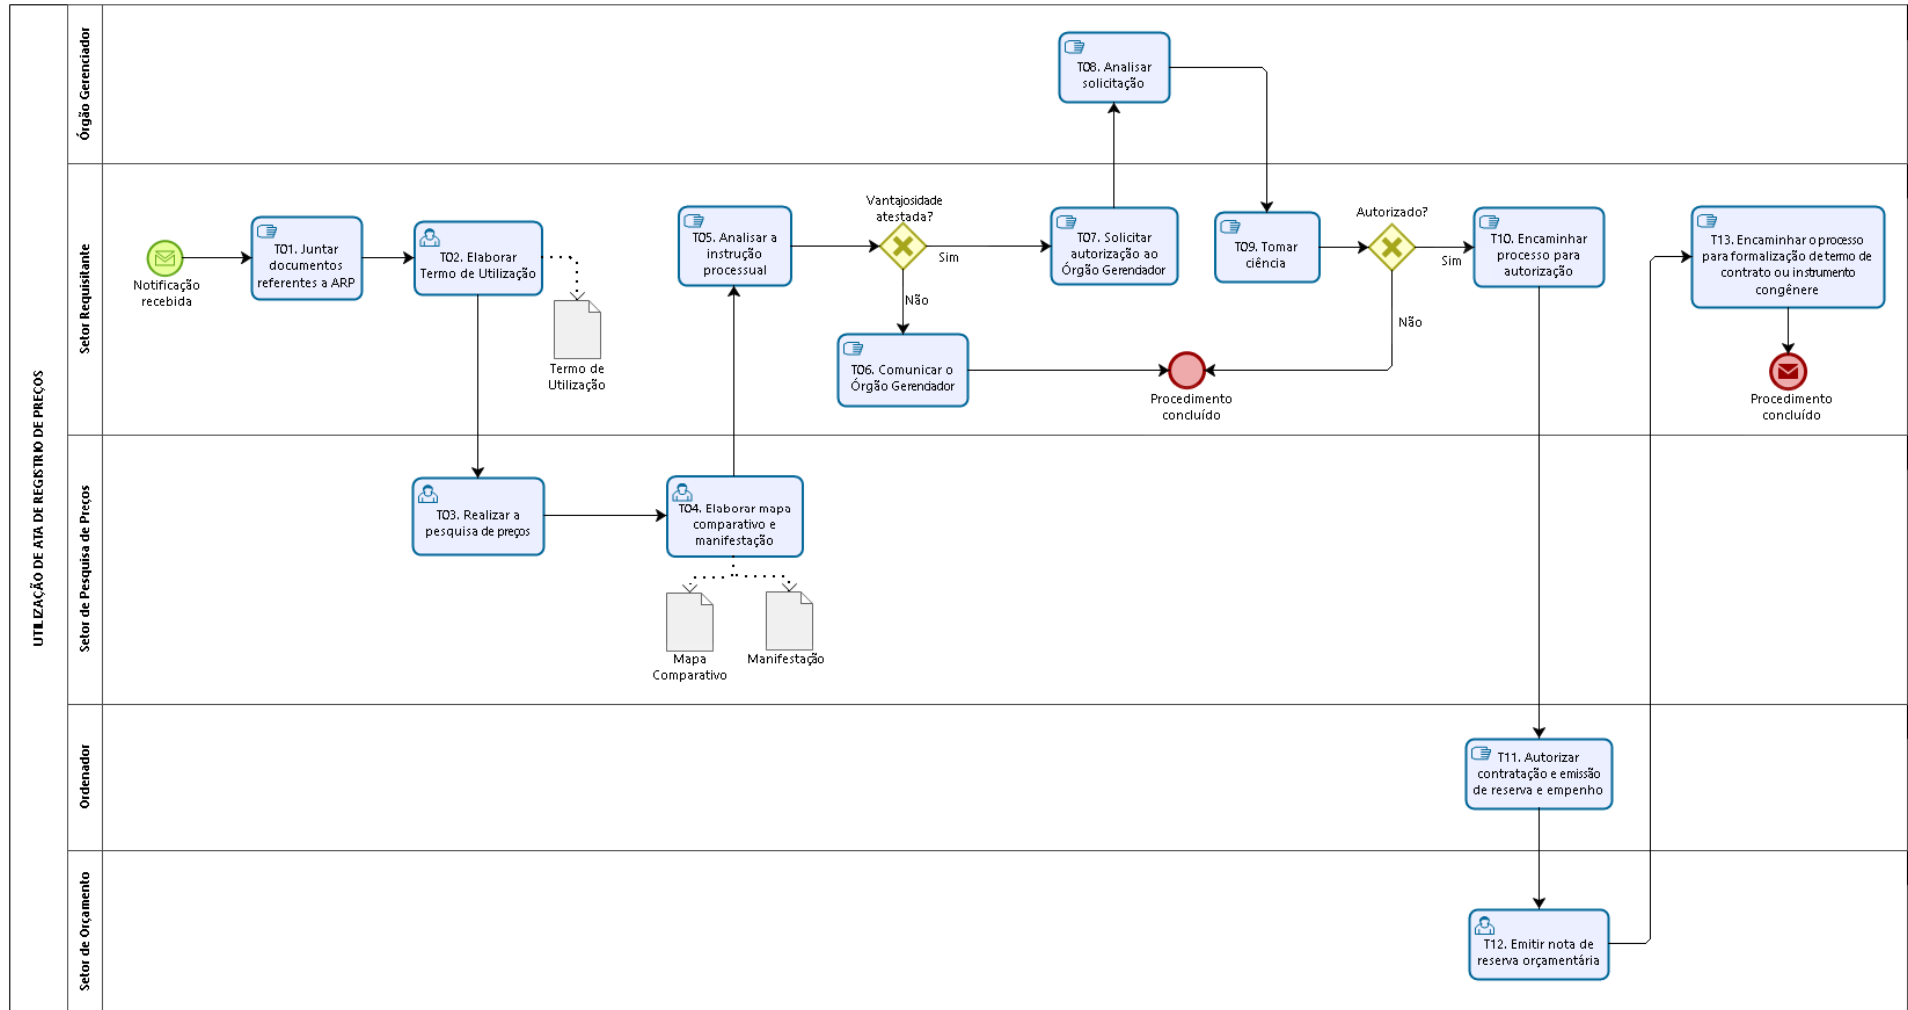 UTILIZAÇÃO DE ATA DE REGISTRIO DE PREÇOS
Órgão Gerenciador
T08. Analisar
solicitação
Setor Requisitante
Notificação
recebida
T01. Juntar
documentos
referentes a ARP
T02. Elaborar
Termo de Utilização
Termo de
Utilização
T05. Analisar a
instrução
processual
Vantajosidade
atestada?
Sim
Não
T06. Comunicar o
Órgão Gerenciador
T07. Solicitar
autorização ao
Órgão Gerendador
T09. Tomar
ciência
Autorizado?
Sim
Não
Procedimento
concluído
T10. Encaminhar
processo para
autorização
T13. Encaminhar o processo
para formalização de termo de
contrato ou instrumento
congênere
Procedimento
concluído
Setor de Pesquisa de Preços
T03. Realizar a
pesquisa de preços
T04. Elaborar mapa
comparativo e
manifestação
Mapa
Comparativo
Manifestação
Ordenador
T11. Autorizar
contratação e emissão
de reserva e empenho
Setor de Orçamento
T12. Emitir nota de
reserva orçamentária